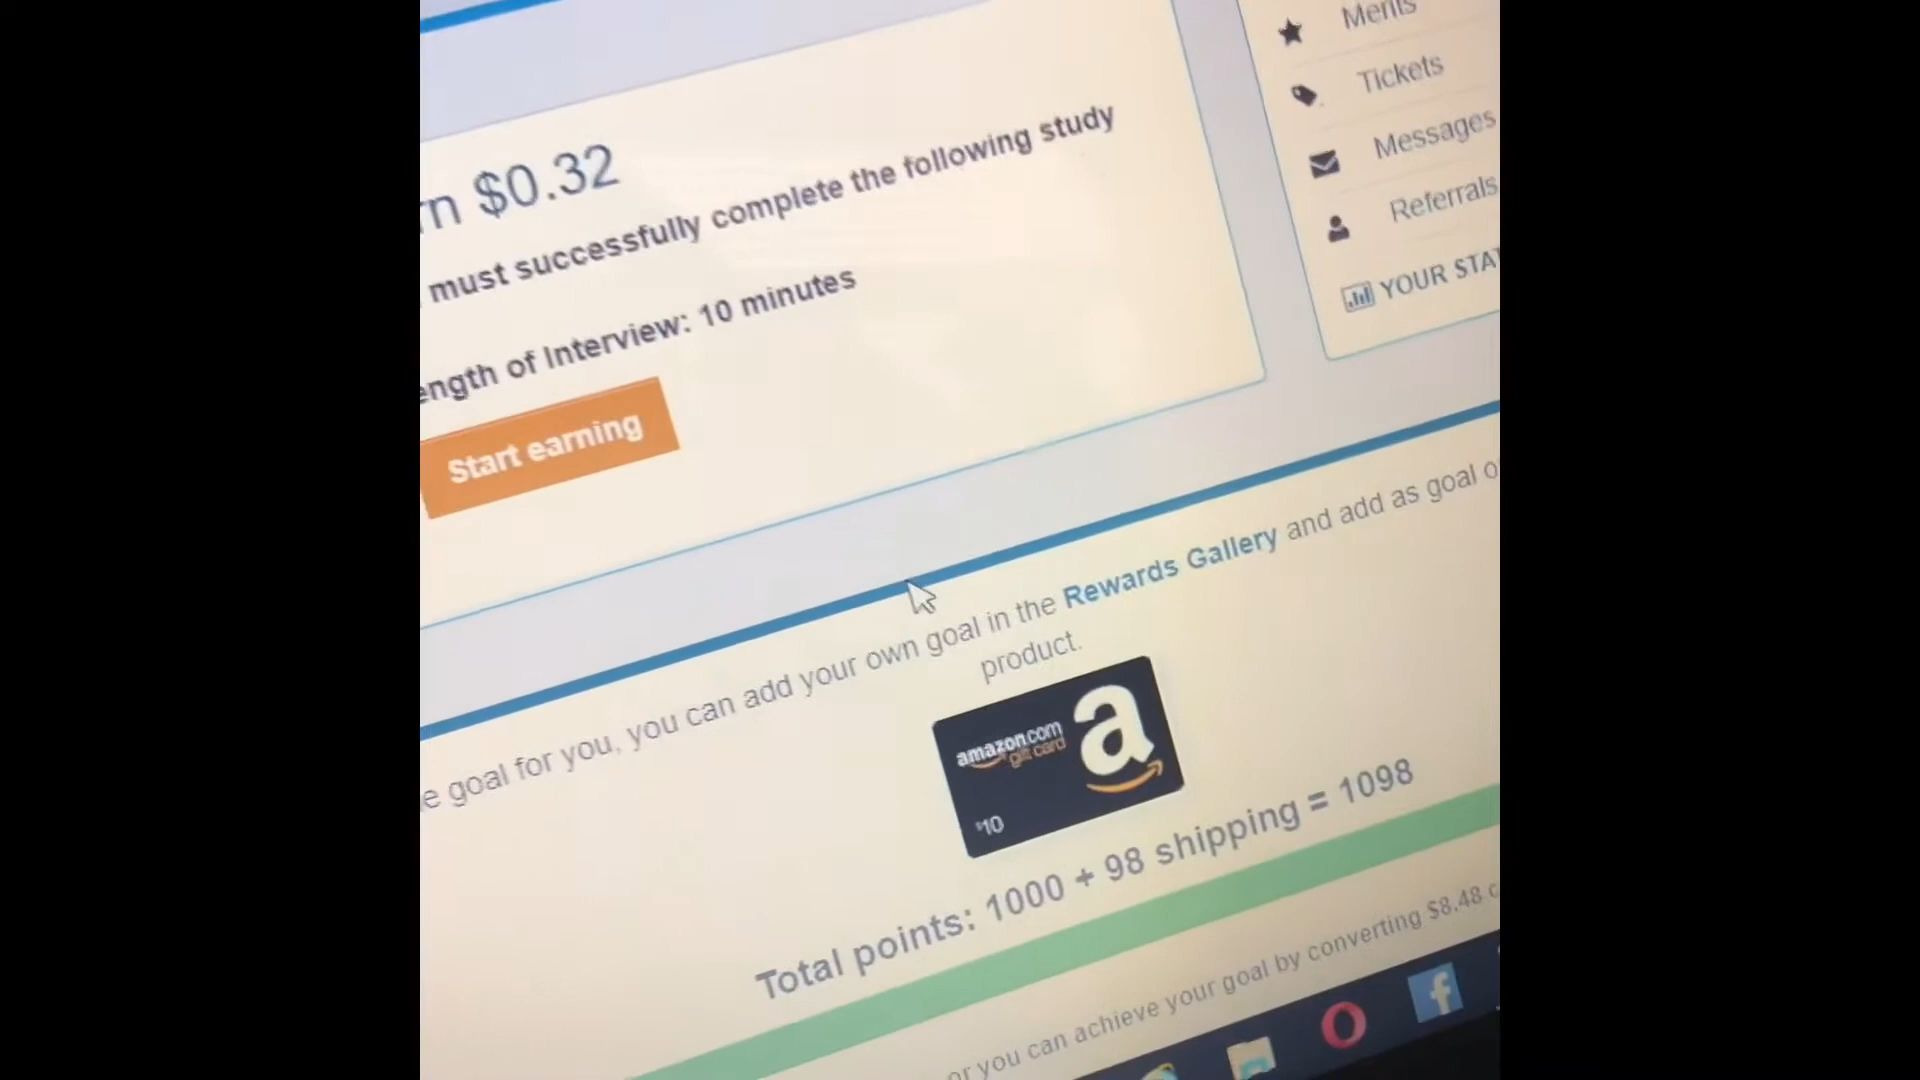 rn $0.32
must successfully complete the following study
ength of Interview: 10 minutes
Start earning
Merits
Tickets
Messages
Referrals
YOUR STAT
e goal for you, you can add your own goal in the Rewards Gallery and add as goal
product.
amazon.com
gift card
a
$10
Total points: 1000 + 98 shipping = 1098
or you can achieve your goal by converting $8.48
f